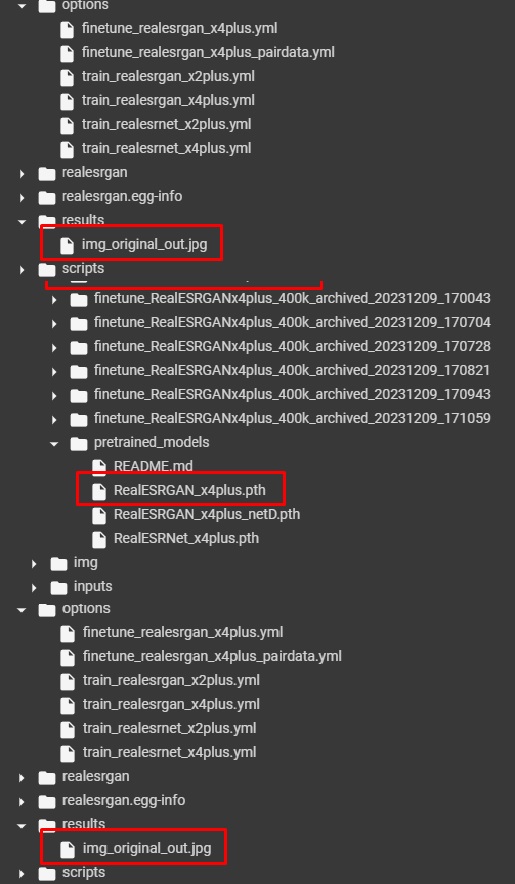 options
finetune_realesrgan_x4plus.yml
finetune_realesrgan_x4plus_pairdata.yml
train_realesrgan_x2plus.yml
train_realesrgan_x4plus.yml
train_realesrnet_x2plus.yml
train_realesrnet_x4plus.yml
realesrgan
realesrgan.egg-info
results
img_original_out.jpg
scripts
finetune_RealESRGANx4plus_400k_archived_20231209_170043
finetune_RealESRGANx4plus_400k_archived_20231209_170704
finetune_RealESRGANx4plus_400k_archived_20231209_170728
finetune_RealESRGANx4plus_400k_archived_20231209_170821
finetune_RealESRGANx4plus_400k_archived_20231209_170943
finetune_RealESRGANx4plus_400k_archived_20231209_171059
pretrained_models
README.md
RealESRGAN_x4plus.pth
RealESRGAN_x4plus_netD.pth
RealESRNet_x4plus.pth
img
inputs
options
finetune_realesrgan_x4plus.yml
finetune_realesrgan_x4plus_pairdata.yml
train_realesrgan_x2plus.yml
train_realesrgan_x4plus.yml
train_realesrnet_x2plus.yml
train_realesrnet_x4plus.yml
realesrgan
realesrgan.egg-info
results
img_original_out.jpg
scripts